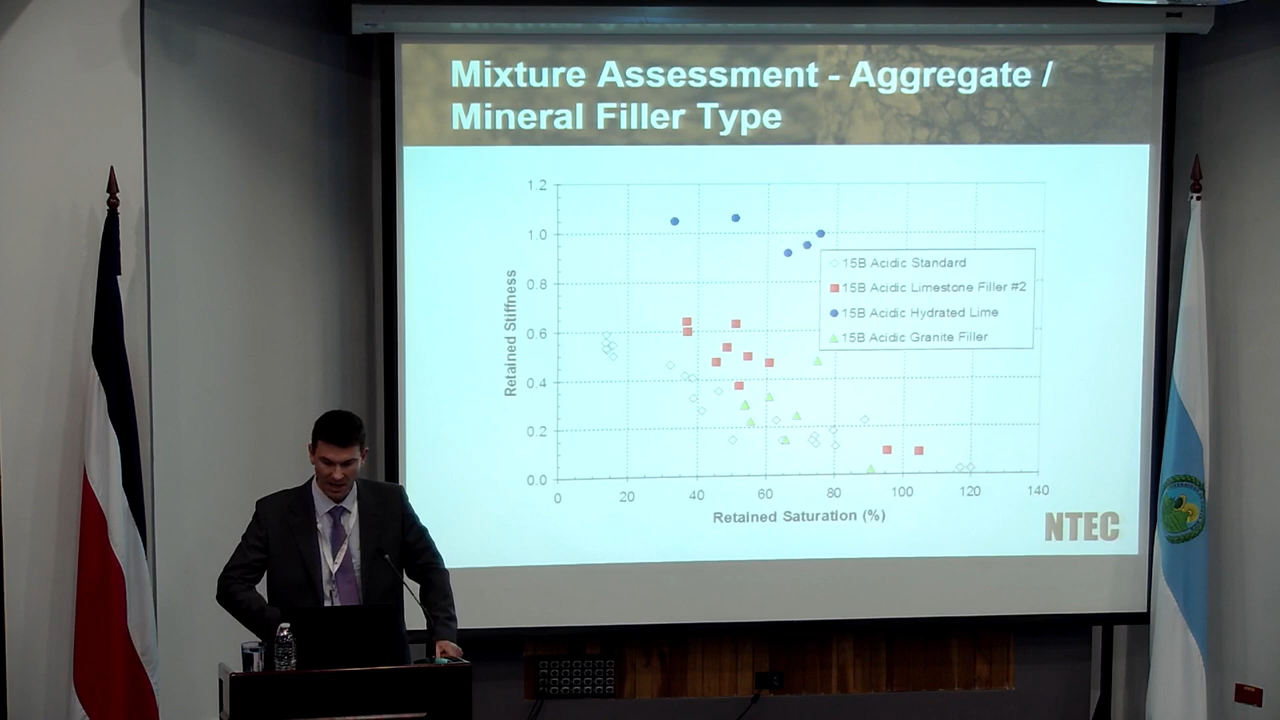 Mixture Assessment - Aggregate /
Mineral Filler Type
1.2
1.0
0.8
0.6
0.4
0.2
0.0
Retained Stiffness
15B Acidic Standard
15B Acidic Limestone Filler #2
15B Acidic Hydrated Lime
15B Acidic Granite Filler
0 20 40 60 80 100 120 140
Retained Saturation (%)
NTEC